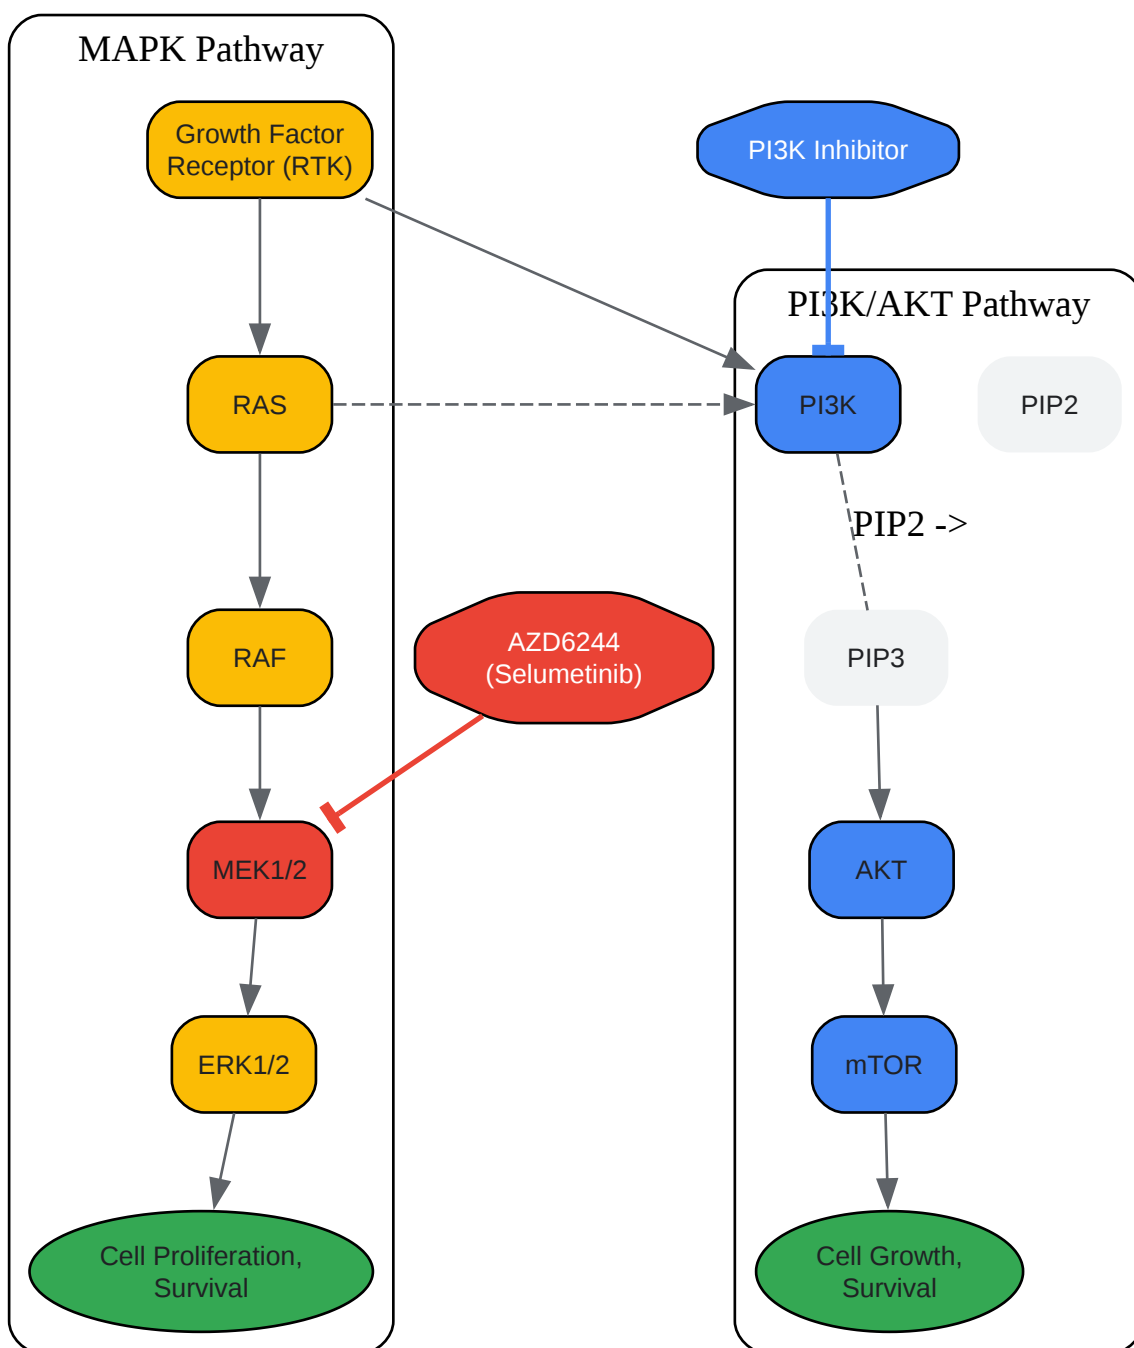 MAPK Pathway
Growth Factor
Receptor (RTK)
PI3K Inhibitor
PI3K/AKT Pathway
RAS
PI3K
PIP2
PIP2 ->
RAF
AZD6244
(Selumetinib)
PIP3
MEK1/2
AKT
ERK1/2
mTOR
Cell Proliferation,
Survival
Cell Growth,
Survival